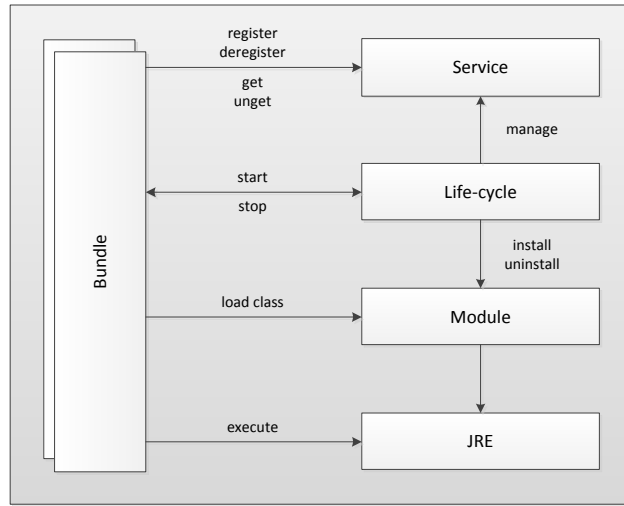 register
deregister
get
unget
Service
manage
start
stop
Life-cycle
install
uninstall
Bundle
load class
Module
execute
JRE